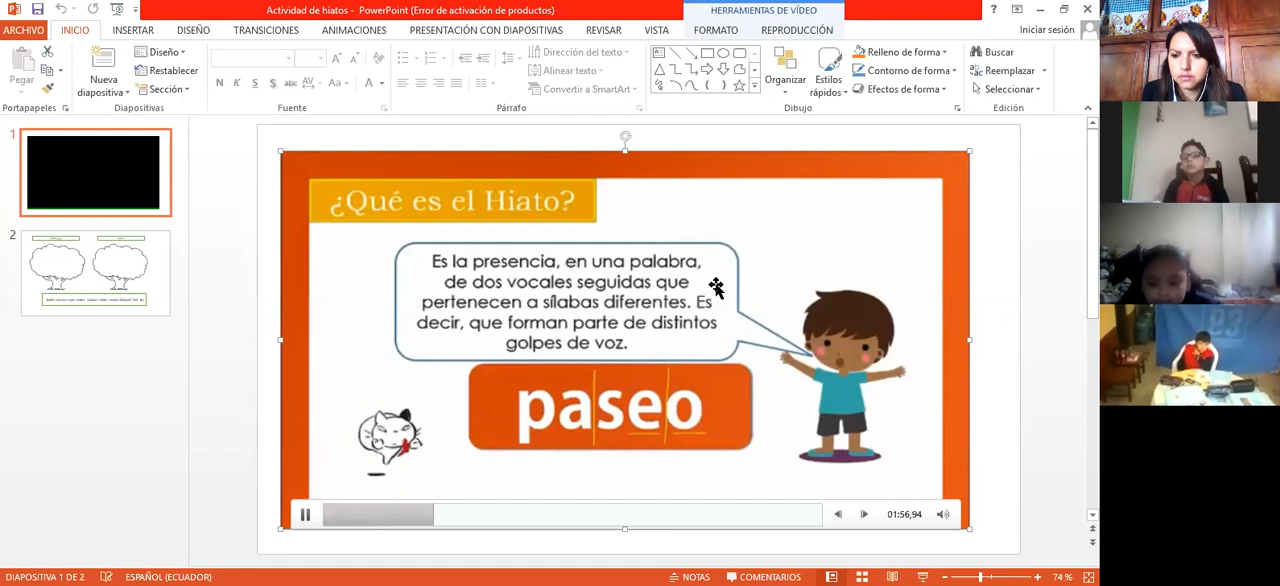 Actividad de hiatos - PowerPoint (Error de activación de productos)
HERRAMIENTAS DE VÍDEO
ARCHIVO INICIO INSERTAR DISEÑO TRANSICIONES ANIMACIONES PRESENTACIÓN CON DIAPOSITIVAS REVISAR VISTA FORMATO REPRODUCCIÓN Iniciar sesión
Pegar
Nueva diapositiva
Diseño
Restablecer
Sección
N K S S abc AV Aa A
Dirección del texto
Alinear texto
Convertir a SmartArt
Organizar
Estilos rápidos
Relleno de forma
Contorno de forma
Efectos de forma
Buscar
Reemplazar
Seleccionar
Portapapeles Diapositivas Fuente Párrafo Dibujo Edición
1
2
¿Qué es el Hiato?
Es la presencia, en una palabra,
de dos vocales seguidas que
pertenecen a sílabas diferentes. Es
decir, que forman parte de distintos
golpes de voz.
paseo
01:56,94
DIAPOSITIVA 1 DE 2 ESPAÑOL (ECUADOR) NOTAS COMENTARIOS 74 %